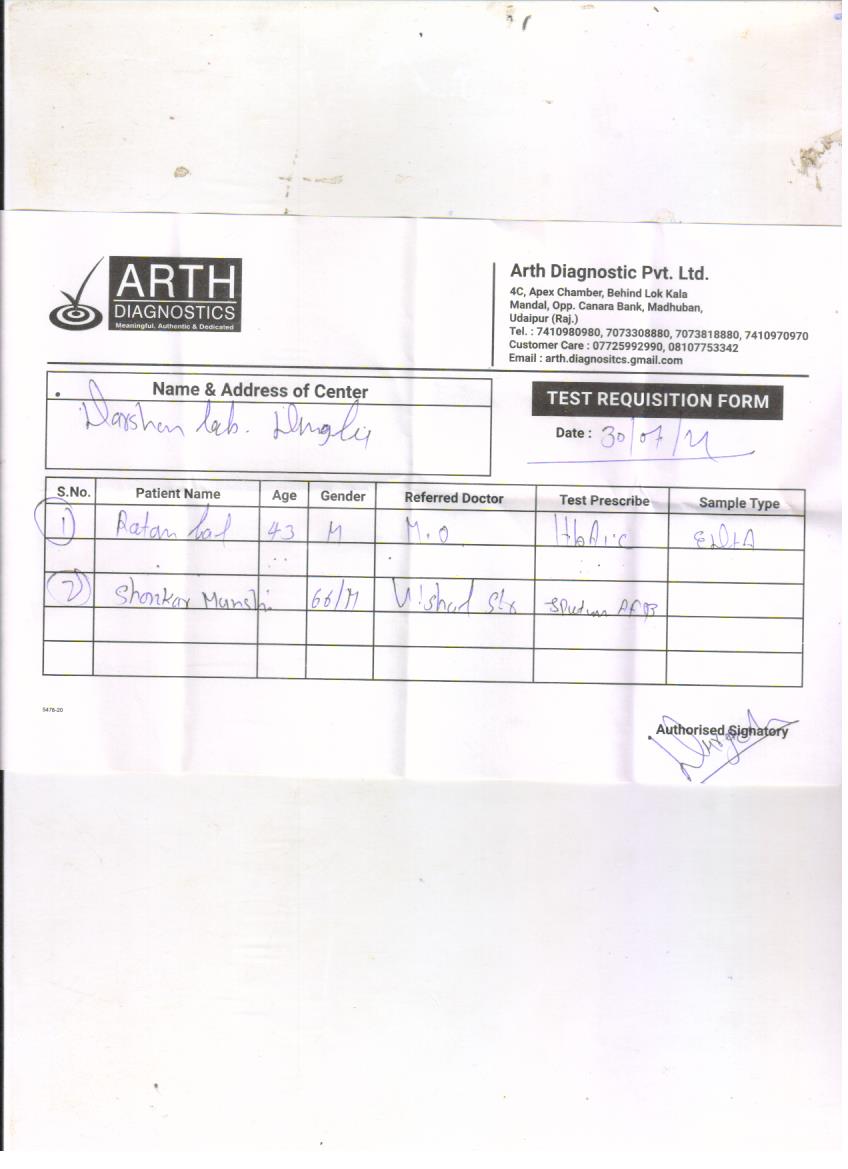 ARTH
DIAGNOSTICS
Meaningful, Authentic & Dedicated
Arth Diagnostic Pvt. Ltd.
4C, Apex Chamber, Behind Lok Kala
Mandal, Opp. Canara Bank, Madhuban,
Udaipur (Raj.)
Tel. : 7410980980, 7073308880, 7073818880, 7410970970
Customer Care : 07725992990, 08107753342
Email : arth.diagnositcs.gmail.com
Name & Address of Center
Darshan lab.
TEST REQUISITION FORM
Date : 30/07/21
S.No. Patient Name Age Gender Referred Doctor Test Prescribe Sample Type
1 Ratan lal 43 M M.O HbA1c EDTA
2 Shankar Munshi 66/M Sputum AFB
5478-20
Authorised Signatory